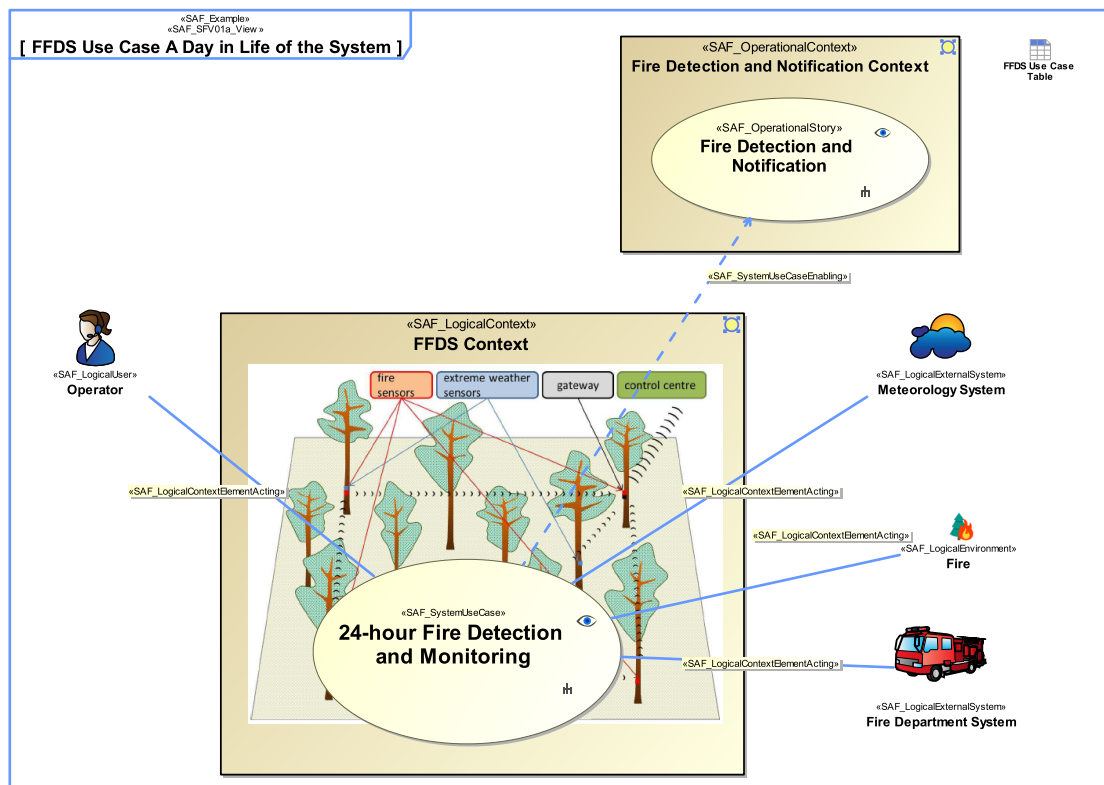 «SAF_Example»
«SAF_SFV01a_View»
[ FFDS Use Case A Day in Life of the System ]
«SAF_OperationalContext»
Fire Detection and Notification Context
«SAF_OperationalStory»
Fire Detection and
Notification
FFDS Use Case
Table
«SAF_SystemUseCaseEnabling»
«SAF_LogicalUser»
Operator
«SAF_LogicalContext»
FFDS Context
fire
sensors
extreme weather
sensors
gateway
control centre
«SAF_LogicalExternalSystem»
Meteorology System
«SAF_LogicalContextElementActing»
«SAF_LogicalContextElementActing»
«SAF_LogicalContextElementActing»
«SAF_LogicalEnvironment»
Fire
«SAF_SystemUseCase»
24-hour Fire Detection
and Monitoring
«SAF_LogicalContextElementActing»
«SAF_LogicalExternalSystem»
Fire Department System